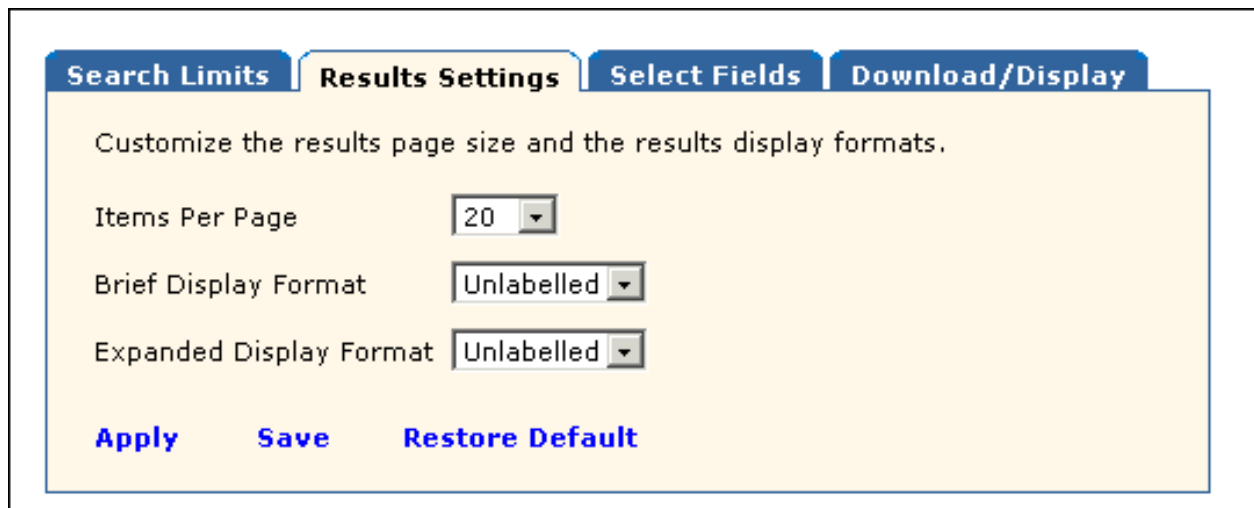 Search Limits Results Settings Select Fields Download/Display
Customize the results page size and the results display formats.
Items Per Page 20
Brief Display Format Unlabelled
Expanded Display Format Unlabelled
Apply Save Restore Default